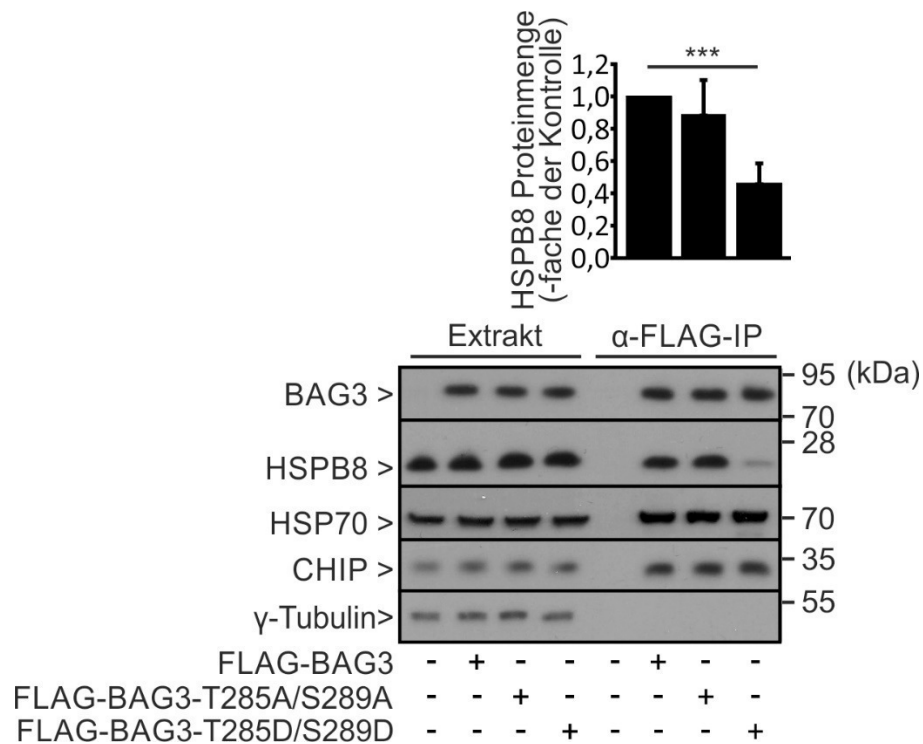 ***
HSPB8 Proteinmenge
(-fache der Kontrolle)
1,2
1,0
0,8
0,6
0,4
0,2
0,0
Extrakt α-FLAG-IP
BAG3 > 95 (kDa)
70
HSPB8 > 28
HSP70 > 70
CHIP > 35
γ-Tubulin> 55
FLAG-BAG3 - + - - - + - -
FLAG-BAG3-T285A/S289A - - + - - - + -
FLAG-BAG3-T285D/S289D - - - + - - - +